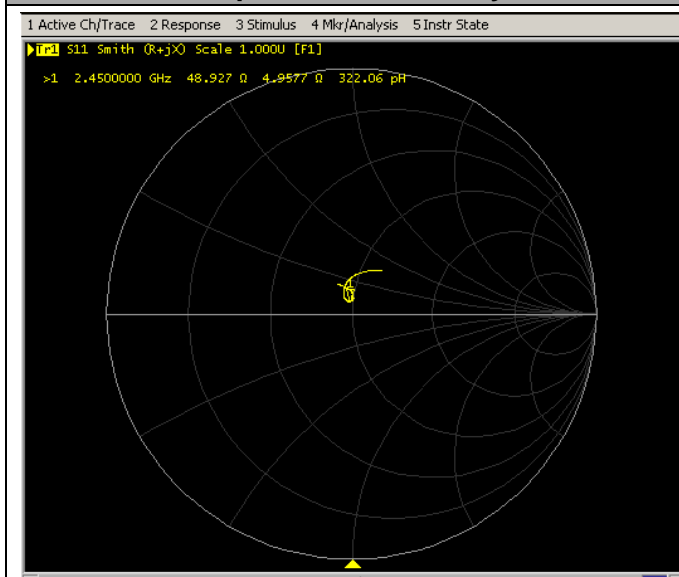 1 Active Ch/Trace 2 Response 3 Stimulus 4 Mkr/Analysis 5 Instr State
Tr1 S11 Smith (R+jX) Scale 1.000U [F1]
>1 2.4500000 GHz 48.927 Ω 4.9577 Ω 322.06 pH